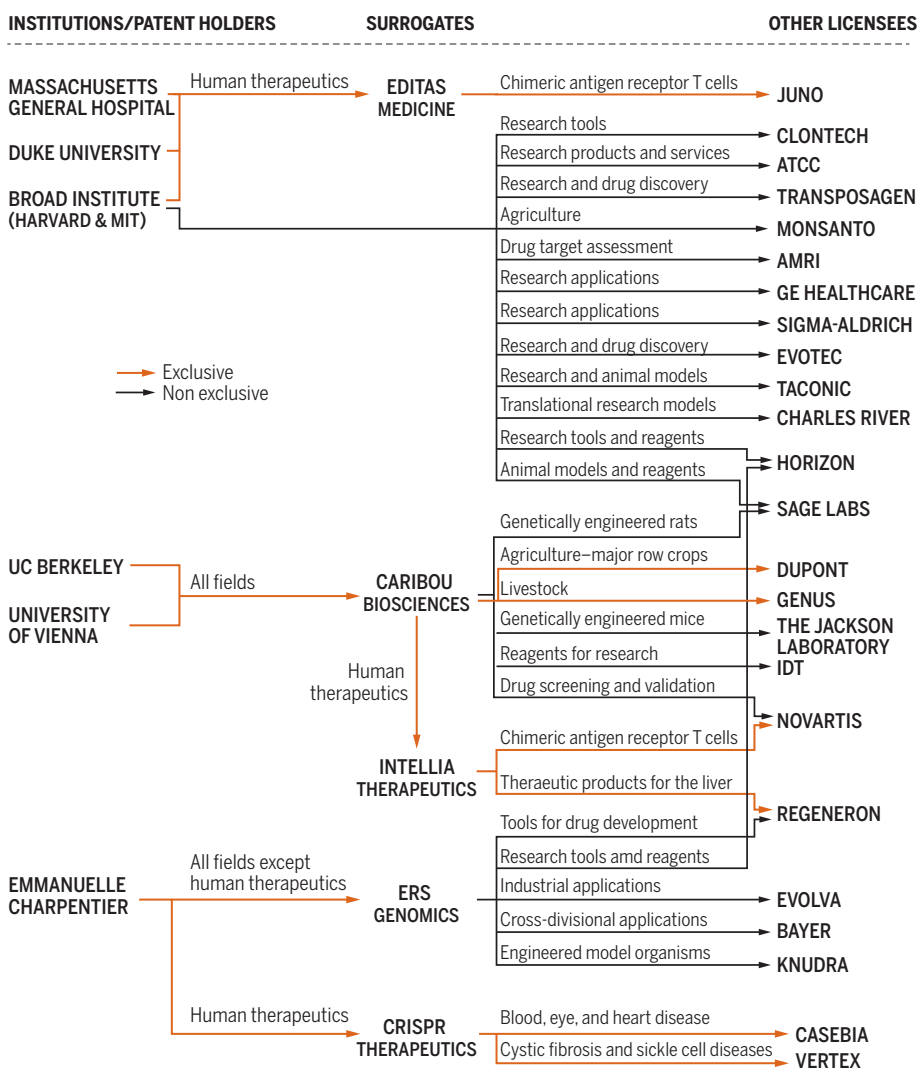 INSTITUTIONS/PATENT HOLDERS
SURROGATES
OTHER LICENSEES
MASSACHUSETTS
GENERAL HOSPITAL
DUKE UNIVERSITY
BROAD INSTITUTE
(HARVARD & MIT)
Human therapeutics
EDITAS
MEDICINE
Chimeric antigen receptor T cells
JUNO
Research tools
CLONTECH
Research products and services
ATCC
Research and drug discovery
TRANSPOSAGEN
Agriculture
MONSANTO
Drug target assessment
AMRI
Research applications
GE HEALTHCARE
Research applications
SIGMA-ALDRICH
Research and drug discovery
EVOTEC
Research and animal models
TACONIC
Translational research models
CHARLES RIVER
Research tools and reagents
HORIZON
Animal models and reagents
SAGE LABS
Exclusive
Non exclusive
UC BERKELEY
UNIVERSITY
OF VIENNA
All fields
CARIBOU
BIOSCIENCES
Genetically engineered rats
Agriculture–major row crops
DUPONT
Livestock
GENUS
Genetically engineered mice
THE JACKSON
LABORATORY
Reagents for research
IDT
Drug screening and validation
NOVARTIS
Human
therapeutics
INTELLIA
THERAPEUTICS
Chimeric antigen receptor T cells
Theraeutic products for the liver
REGENERON
EMMANUELLE
CHARPENTIER
All fields except
human therapeutics
ERS
GENOMICS
Tools for drug development
Research tools amd reagents
Industrial applications
EVOLVA
Cross-divisional applications
BAYER
Engineered model organisms
KNUDRA
Human therapeutics
CRISPR
THERAPEUTICS
Blood, eye, and heart disease
CASEBIA
Cystic fibrosis and sickle cell diseases
VERTEX